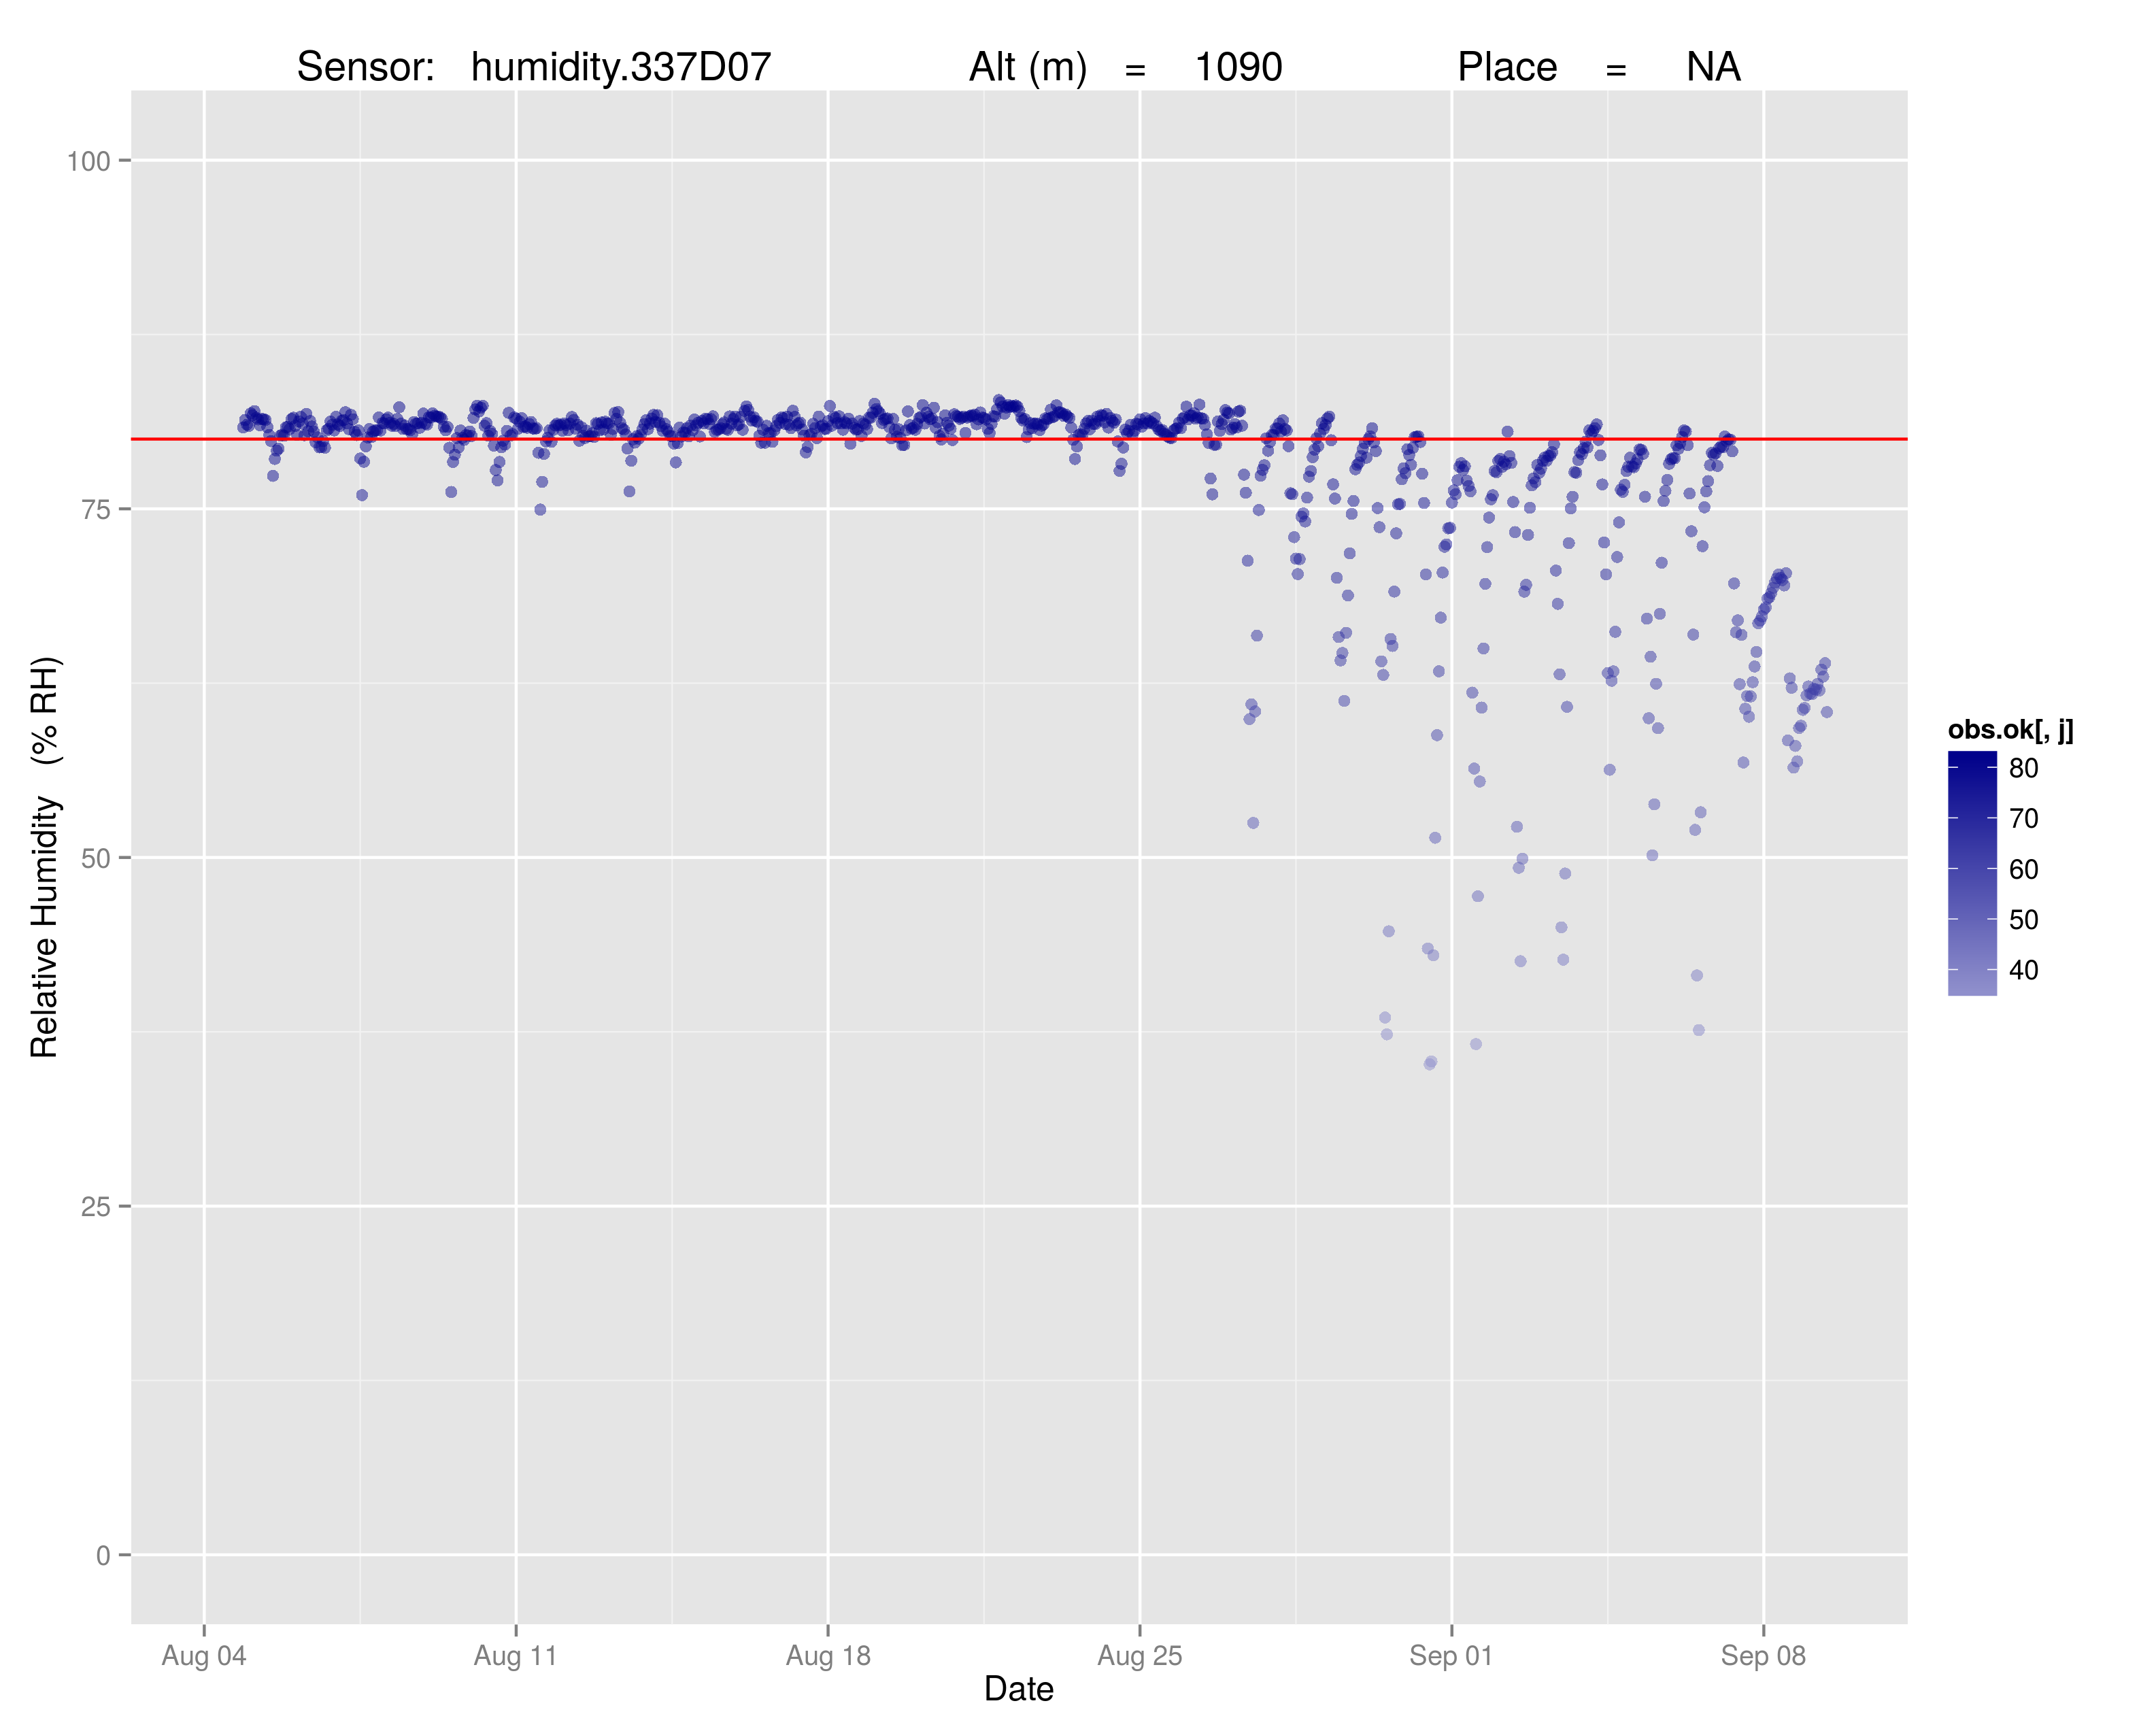 Sensor: humidity.337D07 Alt (m) = 1090 Place = NA
100
75
50
25
0
Relative Humidity (% RH)
Aug 04 Aug 11 Aug 18 Aug 25 Sep 01 Sep 08
Date
obs.ok[, j]
80
70
60
50
40